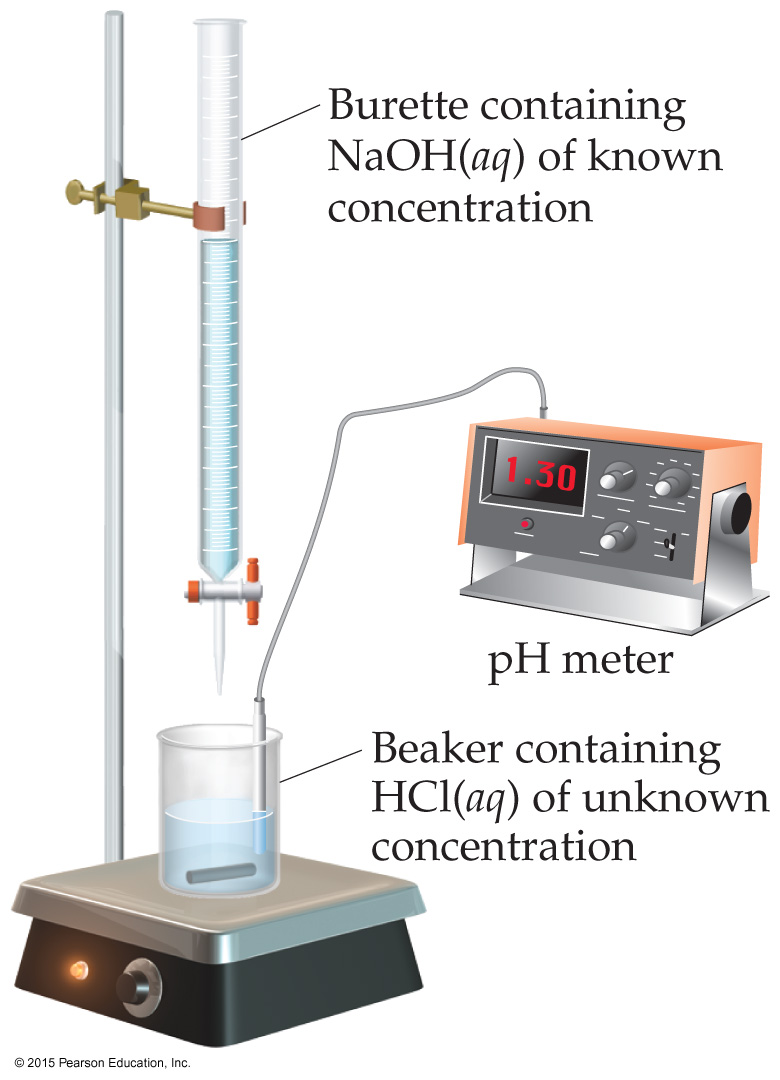 Burette containing
NaOH(aq) of known
concentration
1.30
pH meter
Beaker containing
HCl(aq) of unknown
concentration
© 2015 Pearson Education, Inc.